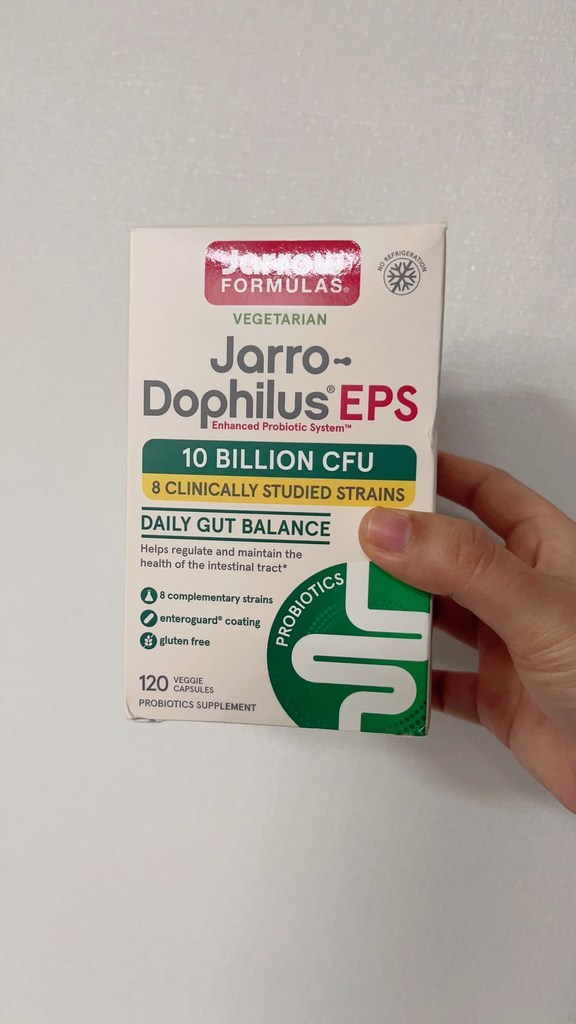 Jarrow
FORMULAS®
NO REFRIGERATION
VEGETARIAN
Jarro-
Dophilus® EPS
Enhanced Probiotic System™
10 BILLION CFU
8 CLINICALLY STUDIED STRAINS
DAILY GUT BALANCE
Helps regulate and maintain the
health of the intestinal tract*
8 complementary strains
enteroguard® coating
gluten free
PROBIOTICS
120 VEGGIE
CAPSULES
PROBIOTICS SUPPLEMENT